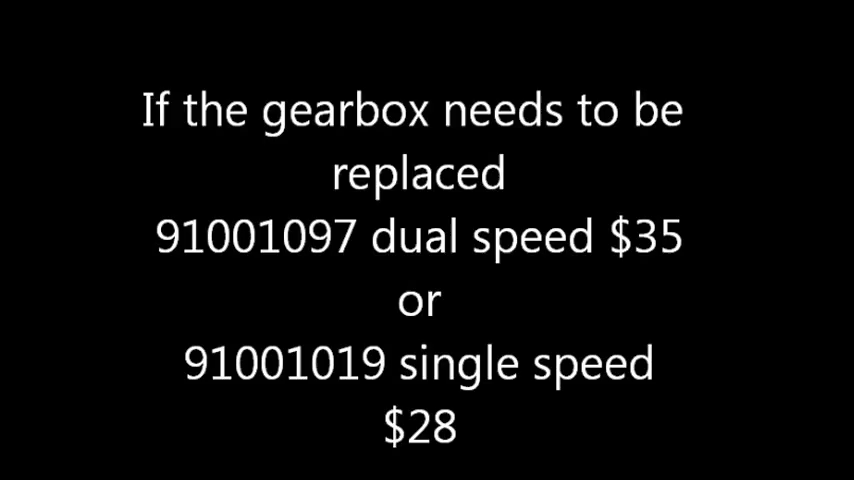 If the gearbox needs to be
replaced
91001097 dual speed $35
or
91001019 single speed
$28